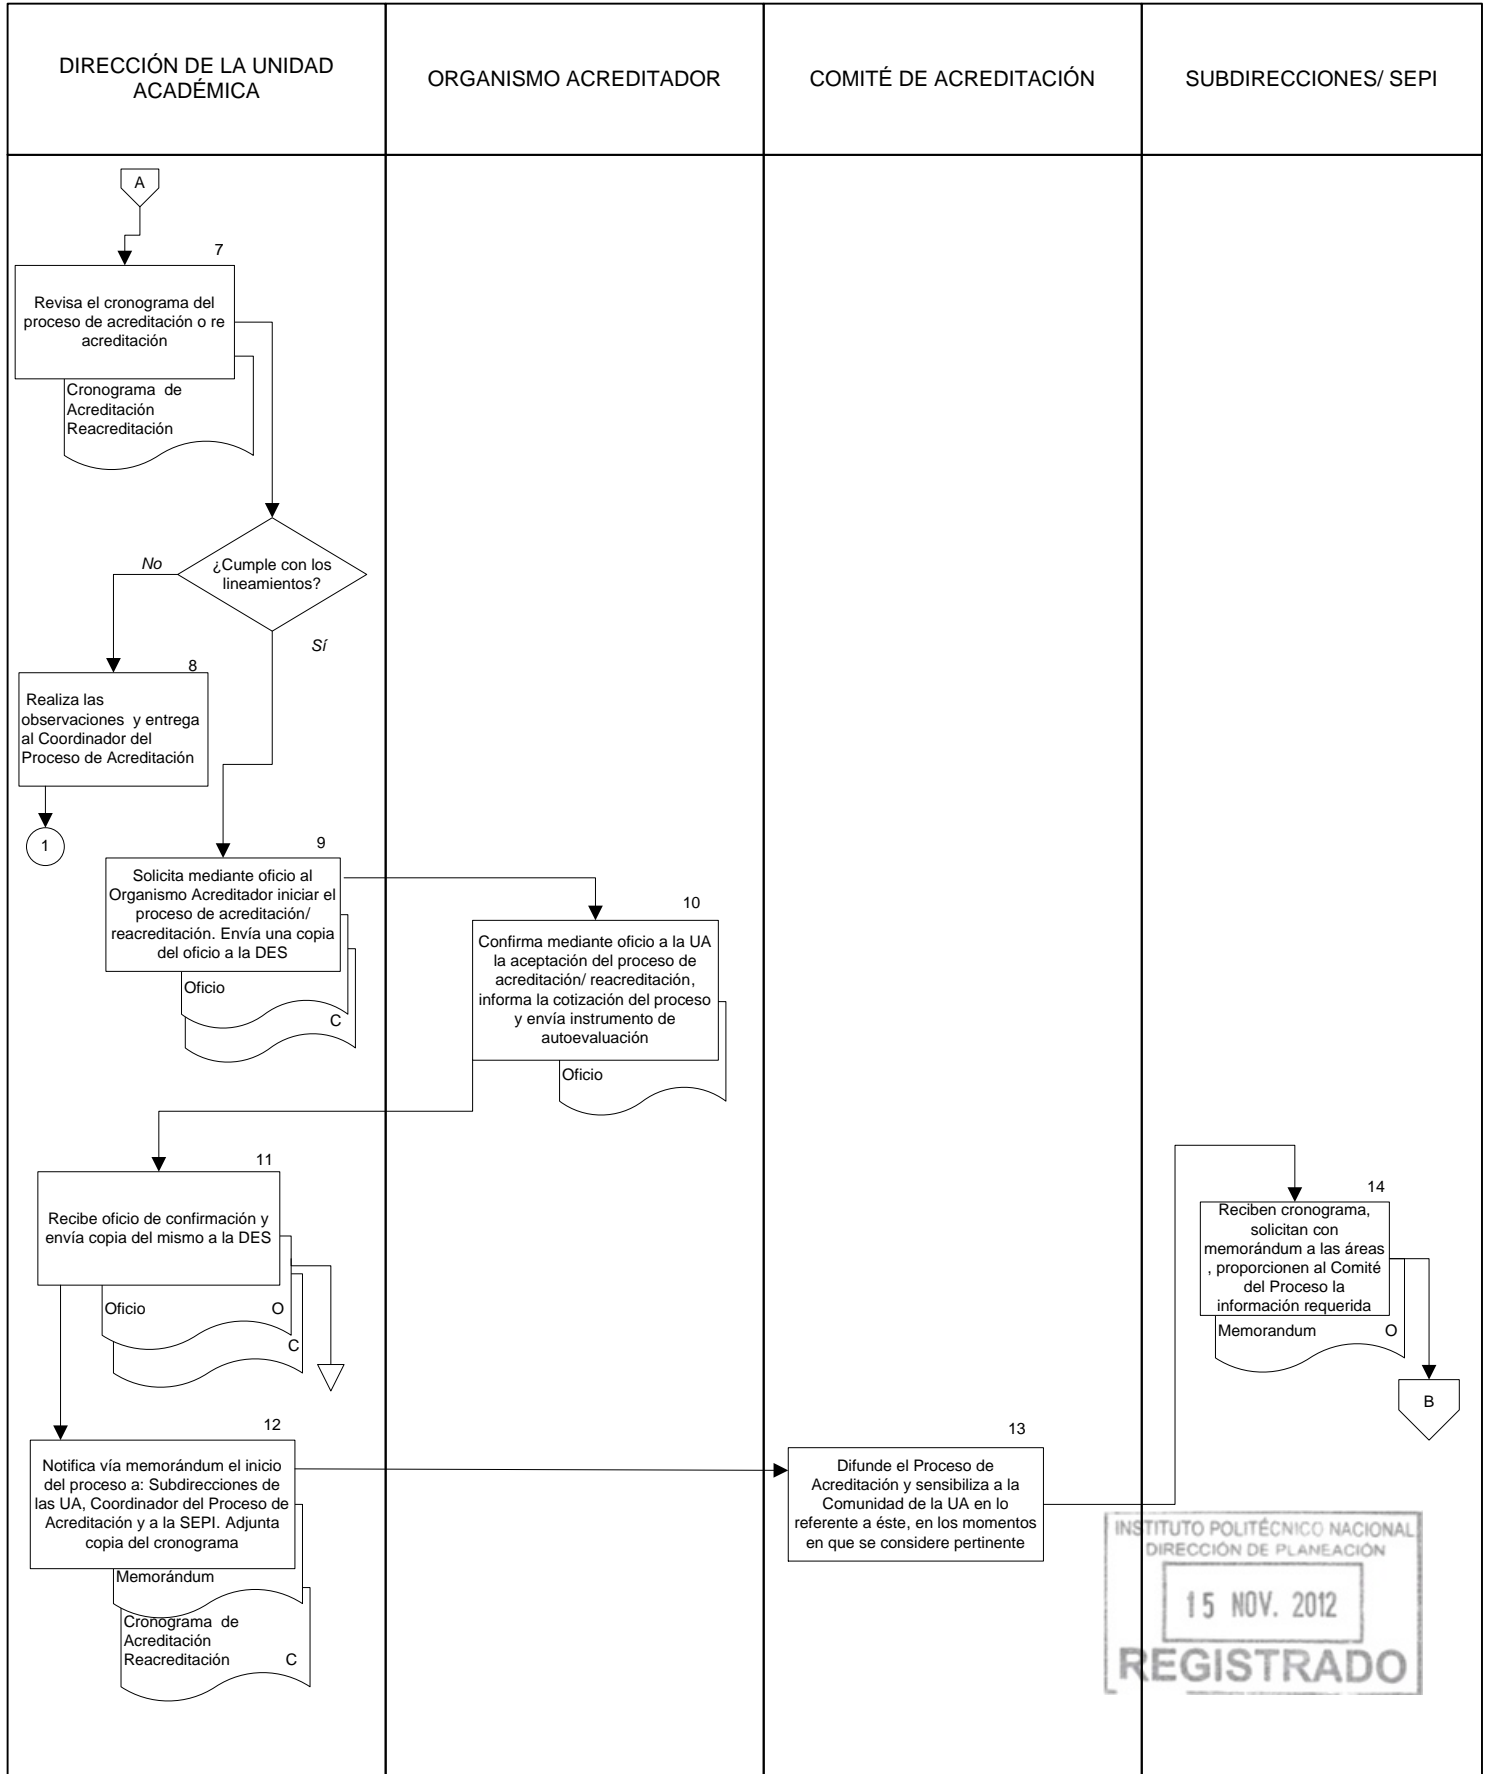 DIRECCIÓN DE LA UNIDAD
ACADÉMICA
ORGANISMO ACREDITADOR
COMITÉ DE ACREDITACIÓN
SUBDIRECCIONES/ SEPI
A
7
Revisa el cronograma del
proceso de acreditación o re
acreditación
Cronograma de
Acreditación
Reacreditación
¿Cumple con los
lineamientos?
No
Sí
8
Realiza las
observaciones y entrega
al Coordinador del
Proceso de Acreditación
1
9
Solicita mediante oficio al
Organismo Acreditador iniciar el
proceso de acreditación/
reacreditación. Envía una copia
del oficio a la DES
Oficio
C
10
Confirma mediante oficio a la UA
la aceptación del proceso de
acreditación/ reacreditación,
informa la cotización del proceso
y envía instrumento de
autoevaluación
Oficio
11
Recibe oficio de confirmación y
envía copia del mismo a la DES
Oficio O
C
12
Notifica vía memorándum el inicio
del proceso a: Subdirecciones de
las UA, Coordinador del Proceso de
Acreditación y a la SEPI. Adjunta
copia del cronograma
Memorándum
Cronograma de
Acreditación
Reacreditación C
13
Difunde el Proceso de
Acreditación y sensibiliza a la
Comunidad de la UA en lo
referente a éste, en los momentos
en que se considere pertinente
14
Reciben cronograma,
solicitan con
memorándum a las áreas
, proporcionen al Comité
del Proceso la
información requerida
Memorandum O
B
INSTITUTO POLITÉCNICO NACIONAL
DIRECCIÓN DE PLANEACIÓN
15 NOV. 2012
REGISTRADO